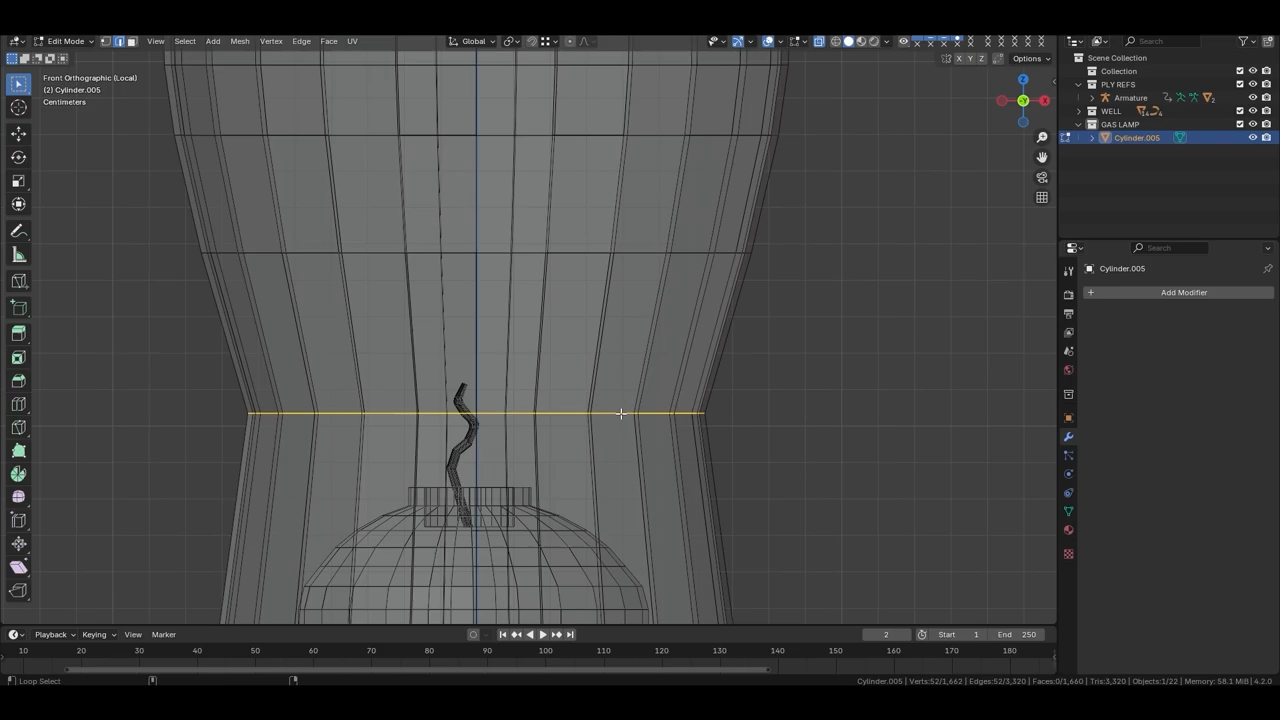 Edit Mode View Select Add Mesh Vertex Edge Face UV Global
X Y Z Options
Front Orthographic (Local)
(2) Cylinder.005
Centimeters
Z
Y
X
Search
Scene Collection
Collection
PLY REFS
Armature 2
WELL
GAS LAMP
Cylinder.005
Search
Cylinder.005
+ Add Modifier
Playback Keying View Marker 2 Start 1 End 250
10 20 30 40 50 60 70 80 90 100 110 120 130 140 150 160 170 180
Loop Select
Cylinder.005 | Verts:52/1,662 | Edges:52/3,320 | Faces:0/1,660 | Tris:3,320 | Objects:1/22 | Memory: 58.1 MiB | 4.2.0